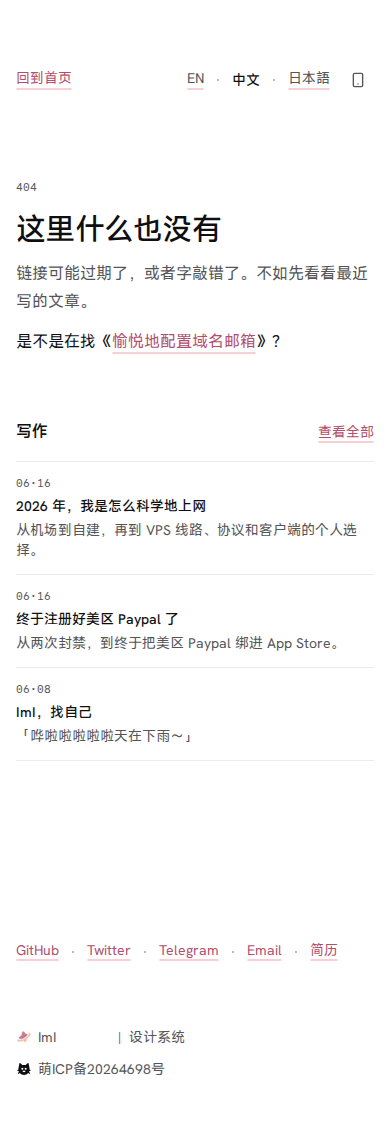 回到首页 EN · 中文 · 日本語
404
这里什么也没有
链接可能过期了，或者字敲错了。不如先看看最近
写的文章。
是不是在找《愉悦地配置域名邮箱》？
写作 查看全部
06·16
2026 年，我是怎么科学地上网
从机场到自建，再到 VPS 线路、协议和客户端的个人选
择。
06·16
终于注册好美区 Paypal 了
从两次封禁，到终于把美区 Paypal 绑进 App Store。
06·08
lml，找自己
「哗啦啦啦啦啦天在下雨～」
GitHub · Twitter · Telegram · Email · 简历
lml | 设计系统
萌ICP备20264698号